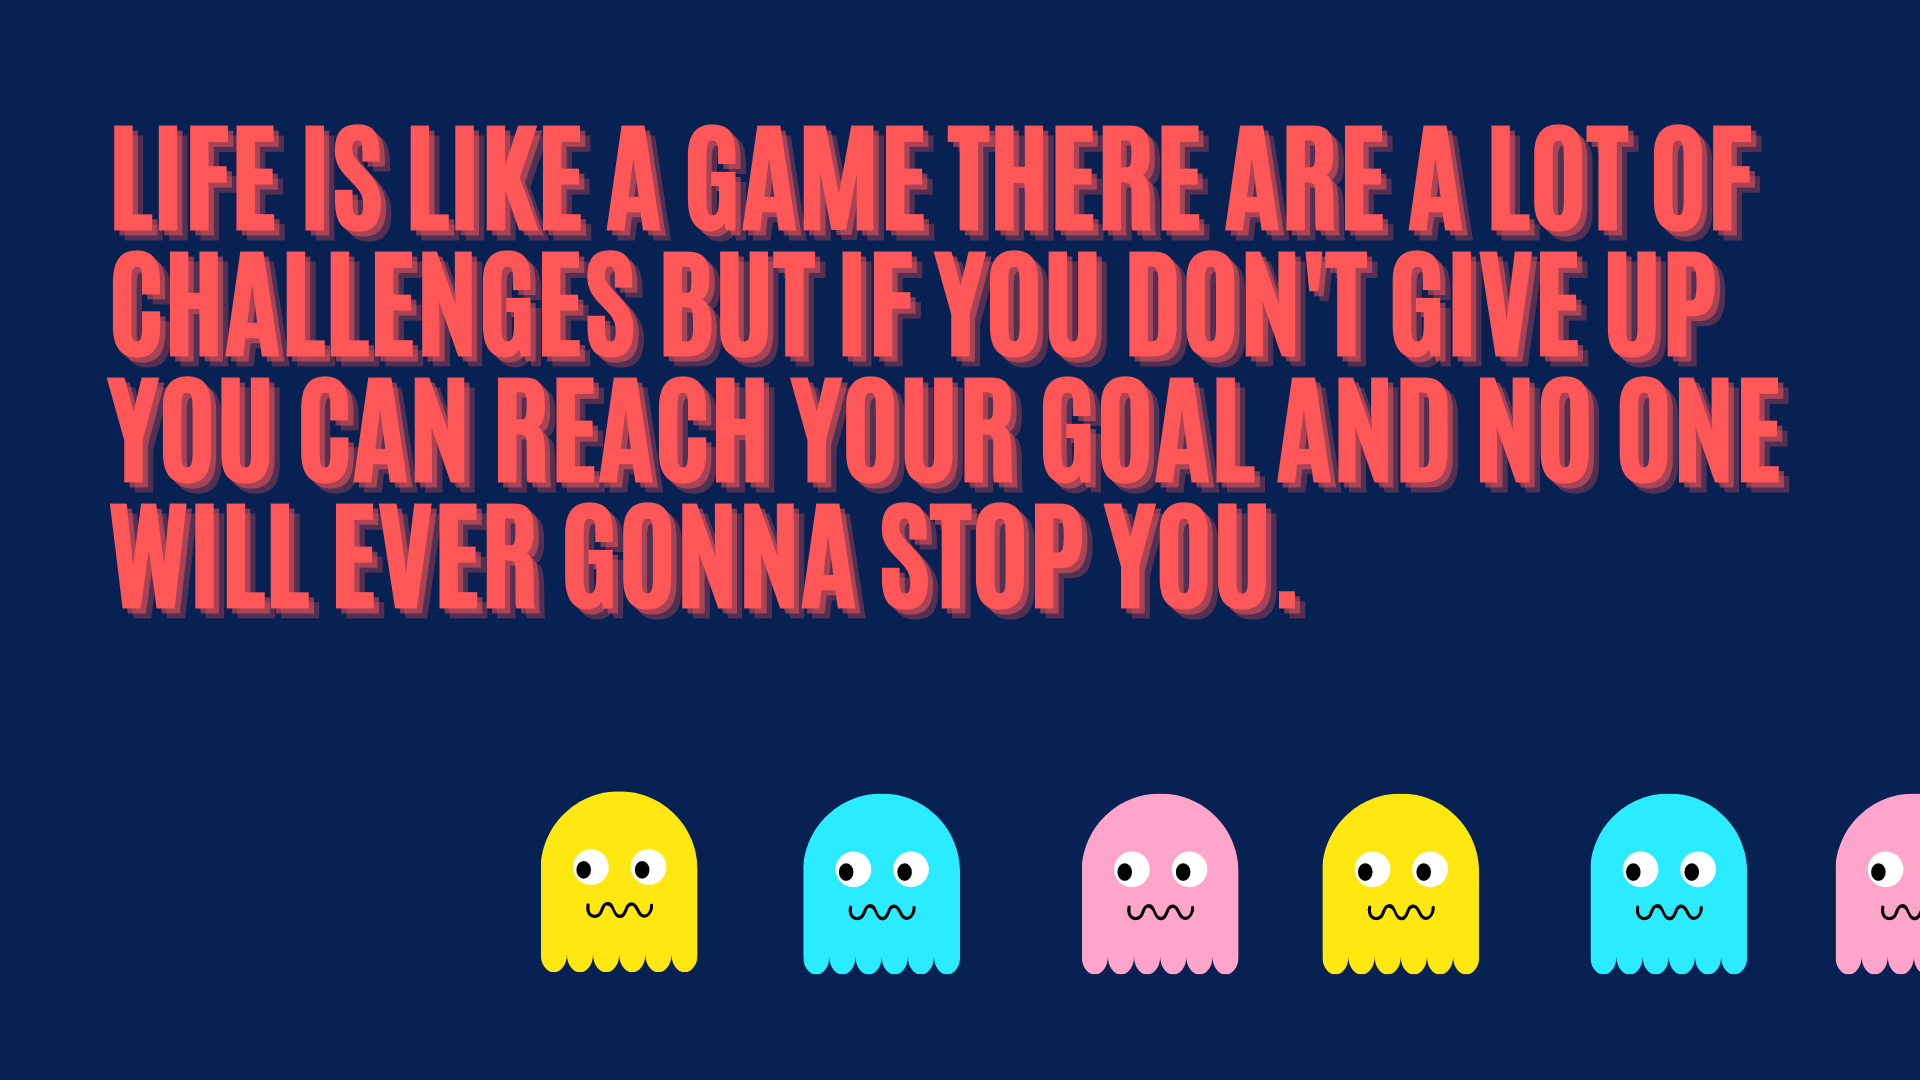 LIFE IS LIKE A GAME THERE ARE A LOT OF
CHALLENGES BUT IF YOU DON'T GIVE UP
YOU CAN REACH YOUR GOAL AND NO ONE
WILL EVER GONNA STOP YOU.